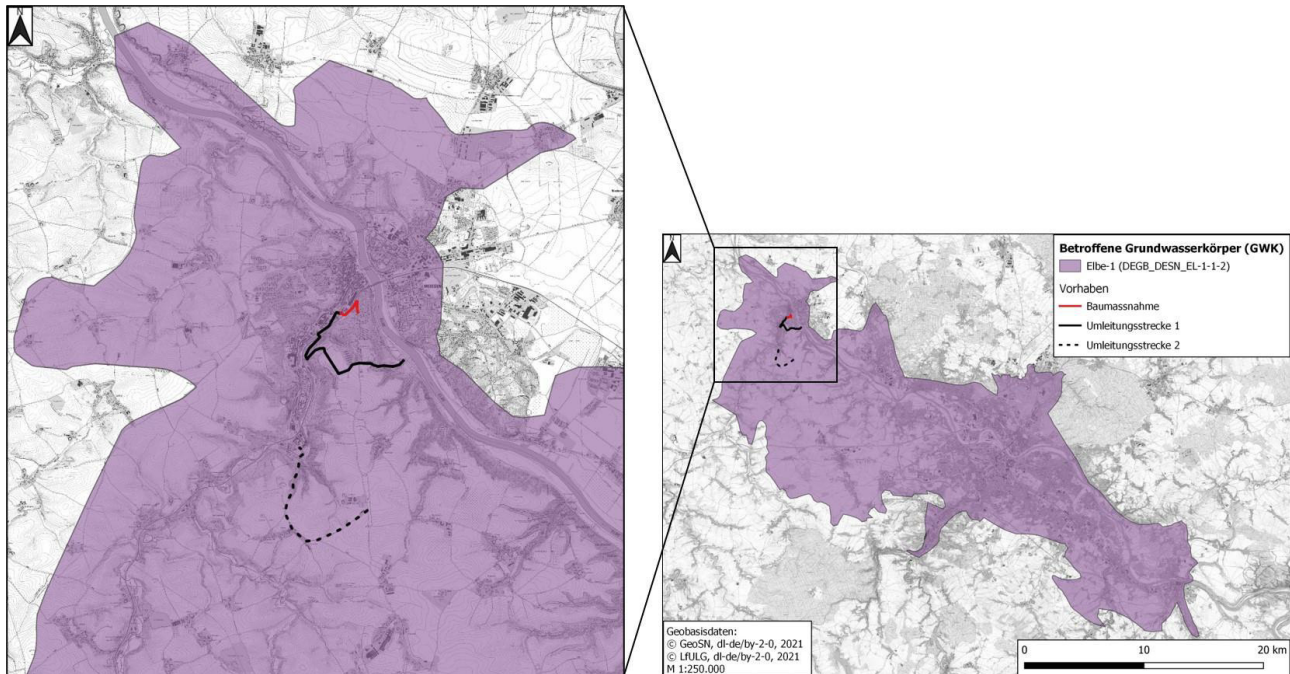 N
N
Betroffene Grundwasserkörper (GWK)
Elbe-1 (DEGB_DESN_EL-1-1-2)
Vorhaben
Baumassnahme
Umleitungsstrecke 1
Umleitungsstrecke 2
Geobasisdaten:
© GeoSN, dl-de/by-2-0, 2021
© LfULG, dl-de/by-2-0, 2021
M 1:250.000
0 10 20 km